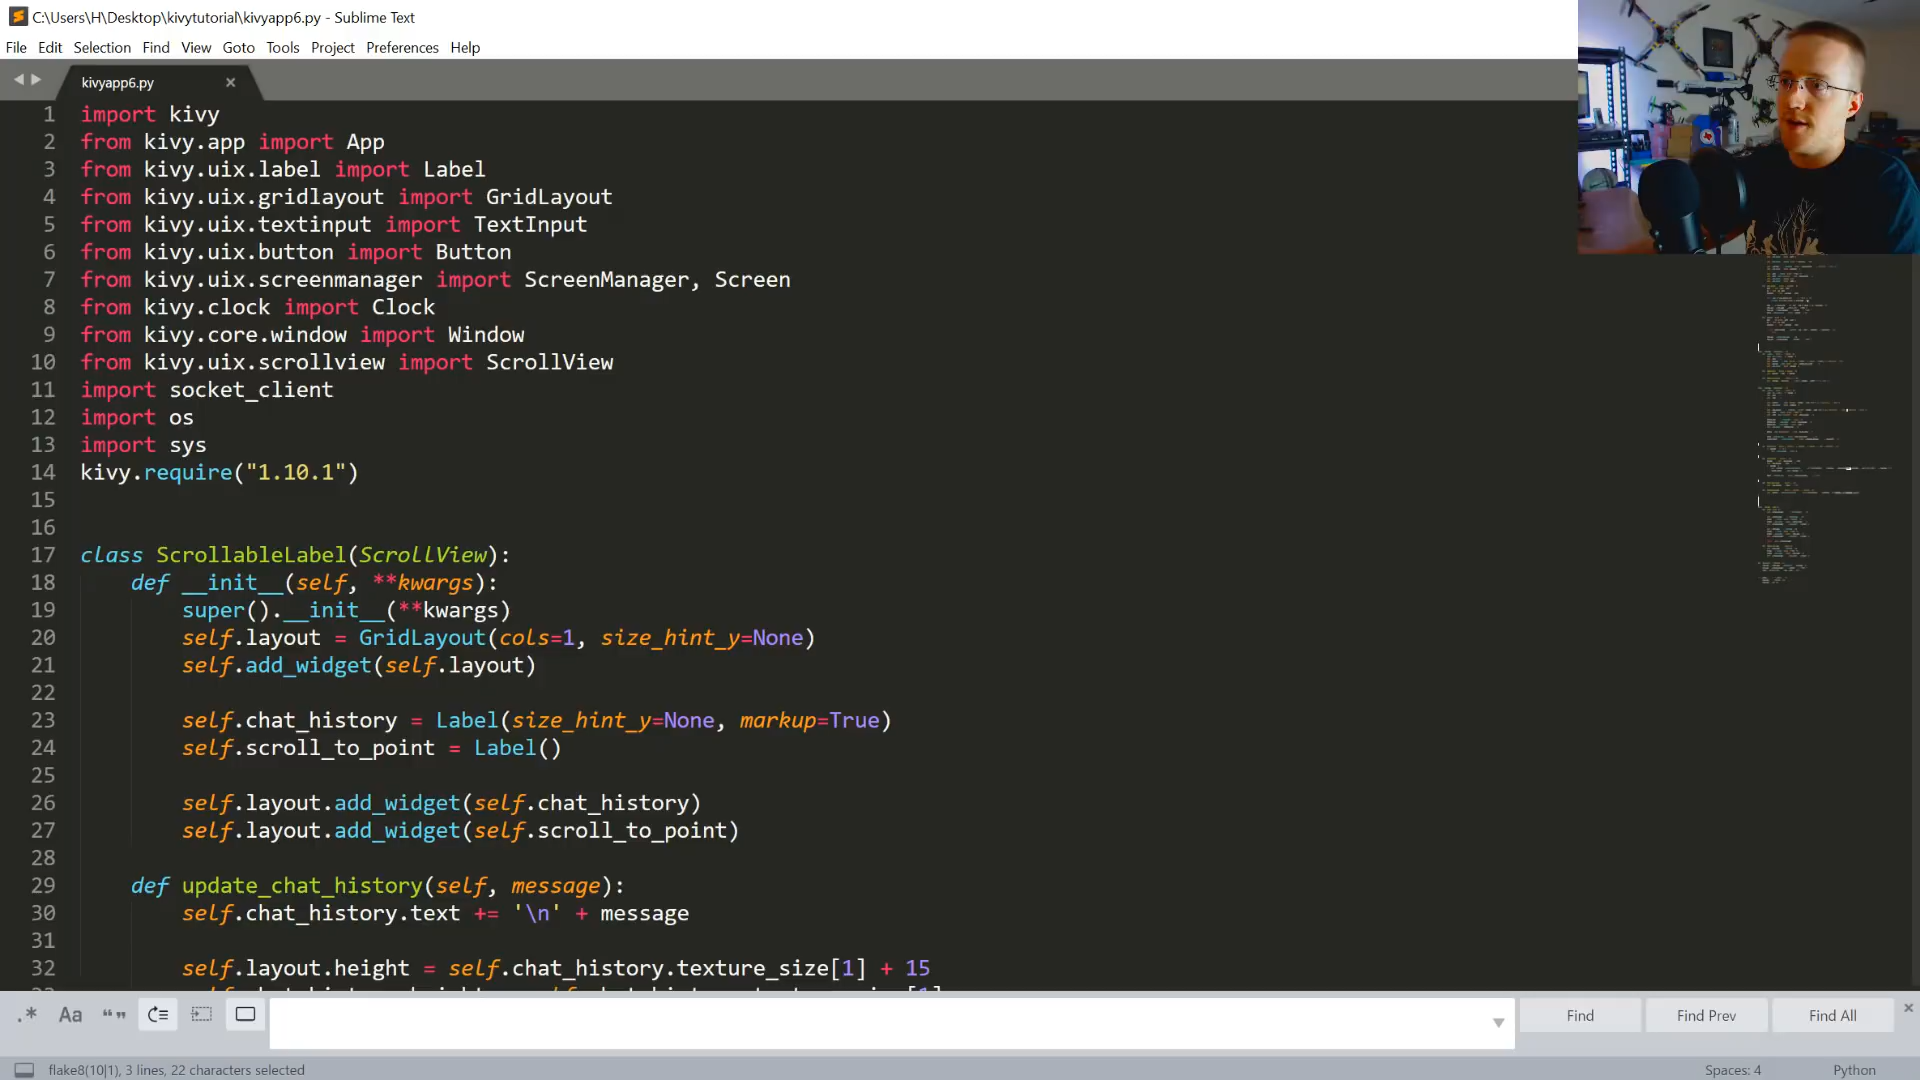 C:\Users\H\Desktop\kivytutorial\kivyapp6.py - Sublime Text
File Edit Selection Find View Goto Tools Project Preferences Help
kivyapp6.py
1 import kivy
2 from kivy.app import App
3 from kivy.uix.label import Label
4 from kivy.uix.gridlayout import GridLayout
5 from kivy.uix.textinput import TextInput
6 from kivy.uix.button import Button
7 from kivy.uix.screenmanager import ScreenManager, Screen
8 from kivy.clock import Clock
9 from kivy.core.window import Window
10 from kivy.uix.scrollview import ScrollView
11 import socket_client
12 import os
13 import sys
14 kivy.require("1.10.1")
15
16
17 class ScrollableLabel(ScrollView):
18 def __init__(self, **kwargs):
19 super().__init__(**kwargs)
20 self.layout = GridLayout(cols=1, size_hint_y=None)
21 self.add_widget(self.layout)
22
23 self.chat_history = Label(size_hint_y=None, markup=True)
24 self.scroll_to_point = Label()
25
26 self.layout.add_widget(self.chat_history)
27 self.layout.add_widget(self.scroll_to_point)
28
29 def update_chat_history(self, message):
30 self.chat_history.text += '\n' + message
31
32 self.layout.height = self.chat_history.texture_size[1] + 15
.* Aa “” Find Find Prev Find All
flake8(10|1), 3 lines, 22 characters selected Spaces: 4 Python